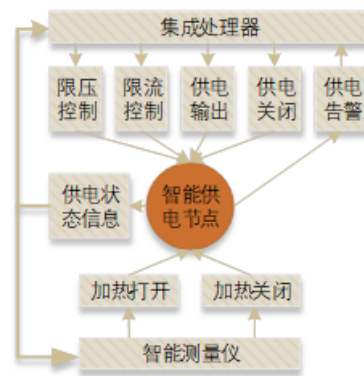 集成处理器
限压
控制
限流
控制
供电
输出
供电
关闭
供电
告警
供电状
态信息
智能供
电节点
加热打开
加热关闭
智能测量仪